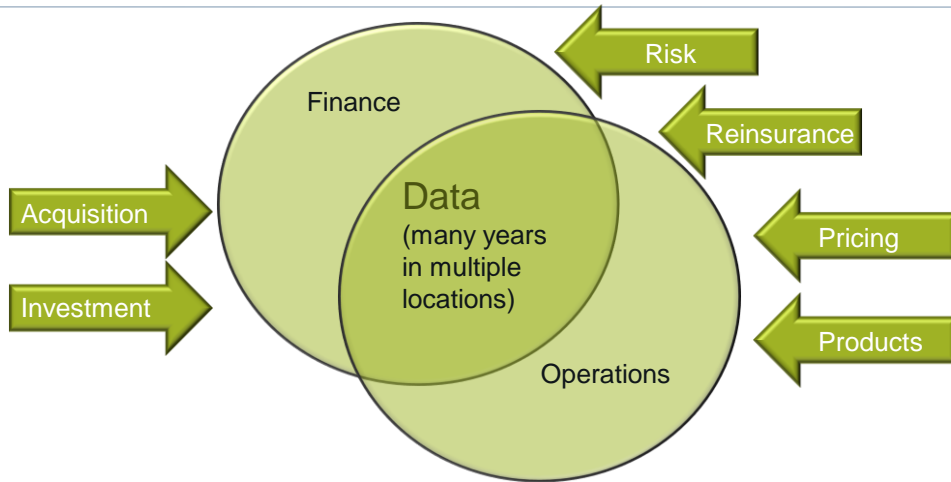 Risk
Finance
Reinsurance
Data
(many years
in multiple
locations)
Acquisition
Pricing
Investment
Products
Operations